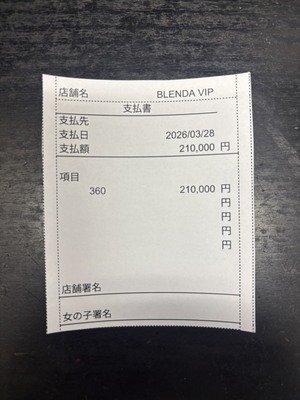 店舗名 BLENDA VIP
支払書
支払先
支払日 2026/03/28
支払額 210,000 円
項目
360 210,000 円
円
円
円
円
店舗署名
女の子署名